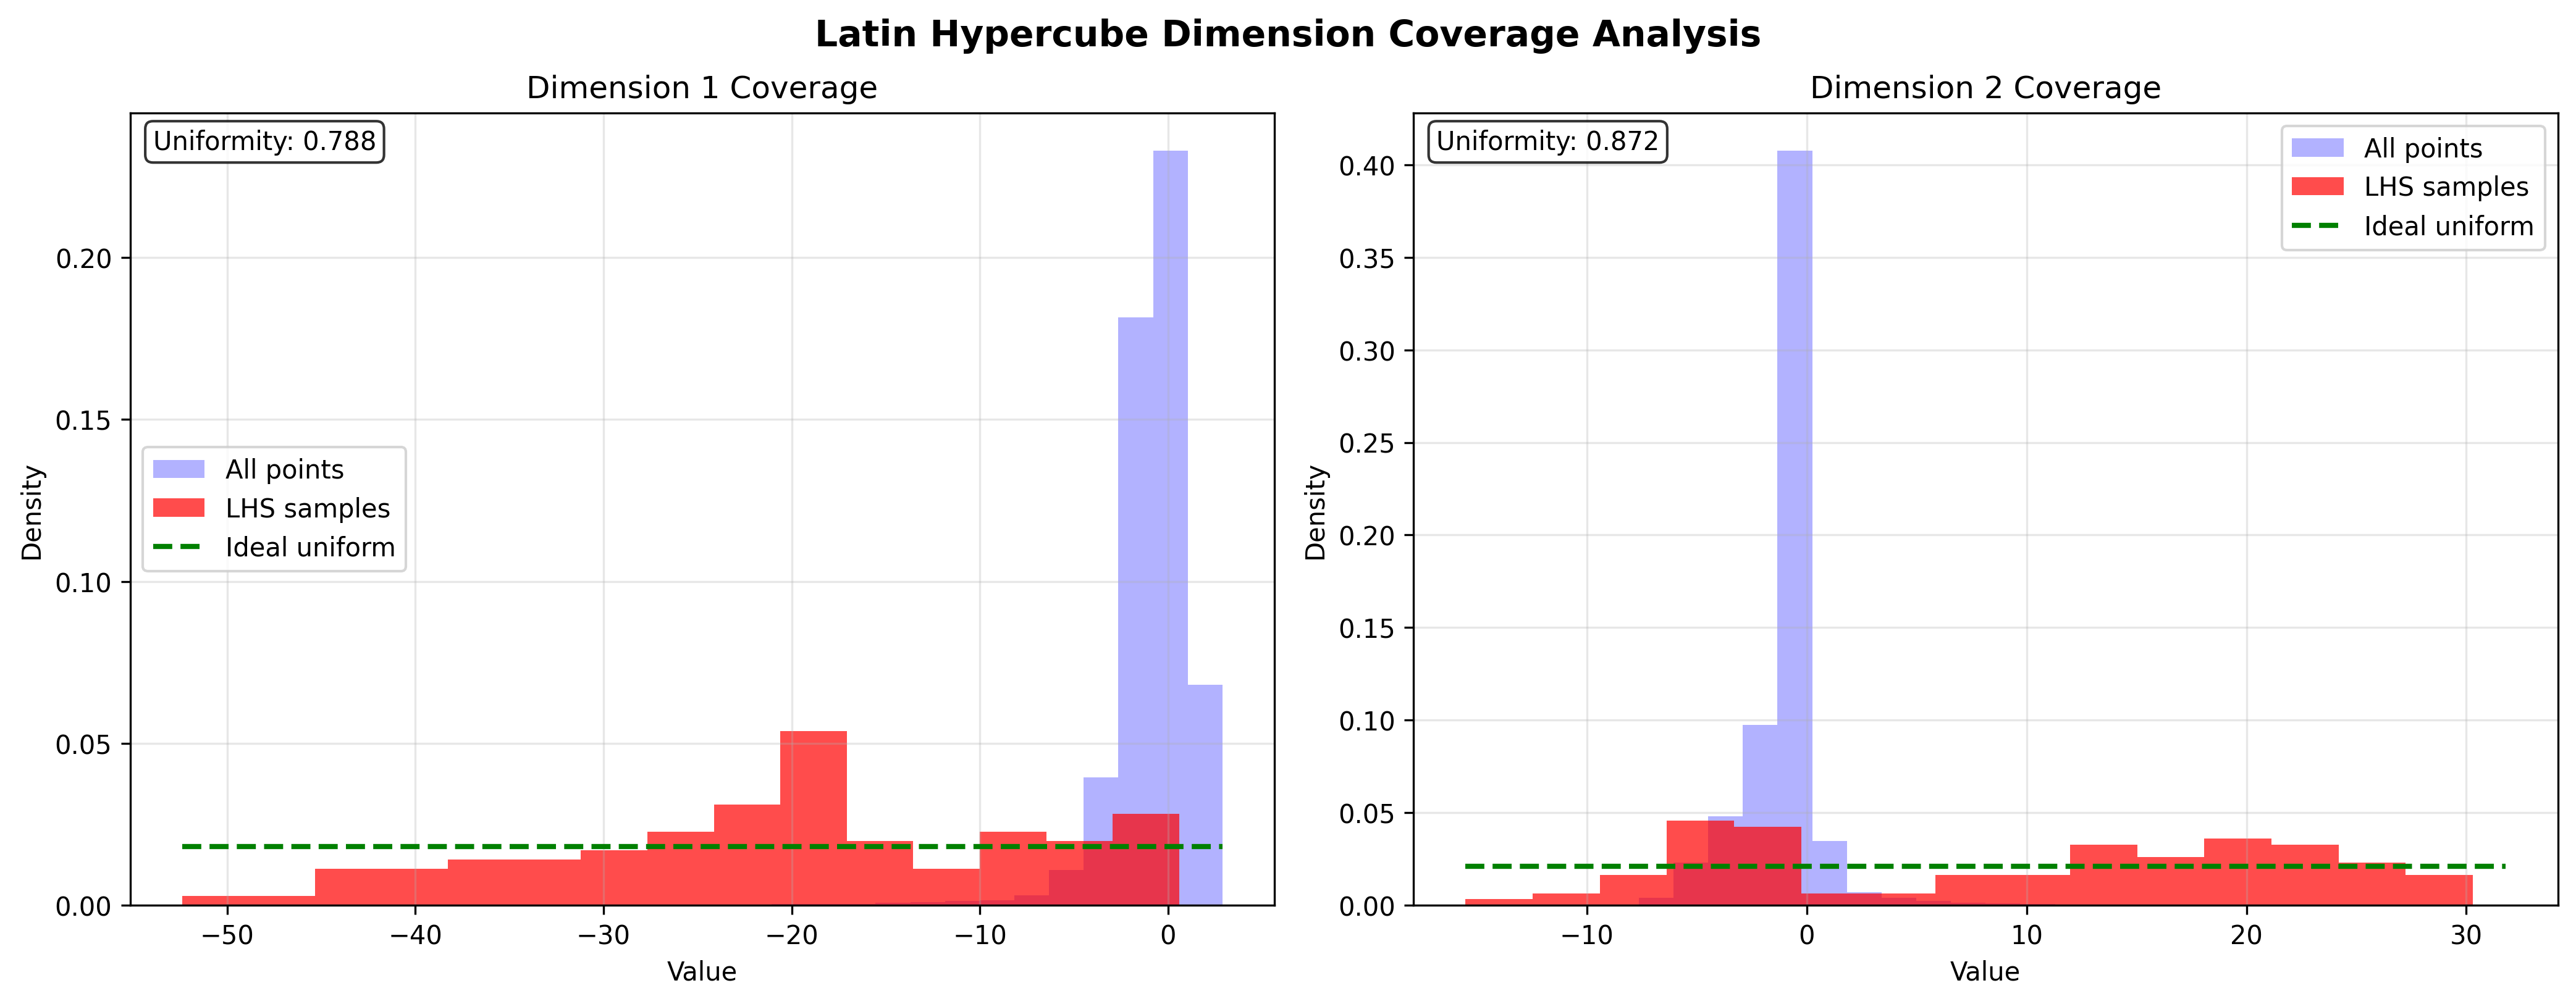 Latin Hypercube Dimension Coverage Analysis
Dimension 1 Coverage
Uniformity: 0.788
0.20
0.15
0.10
0.05
0.00
Density
All points
LHS samples
Ideal uniform
−50
−40
−30
−20
−10
0
Value
Dimension 2 Coverage
Uniformity: 0.872
All points
LHS samples
Ideal uniform
0.40
0.35
0.30
0.25
0.20
0.15
0.10
0.05
0.00
Density
−10
0
10
20
30
Value